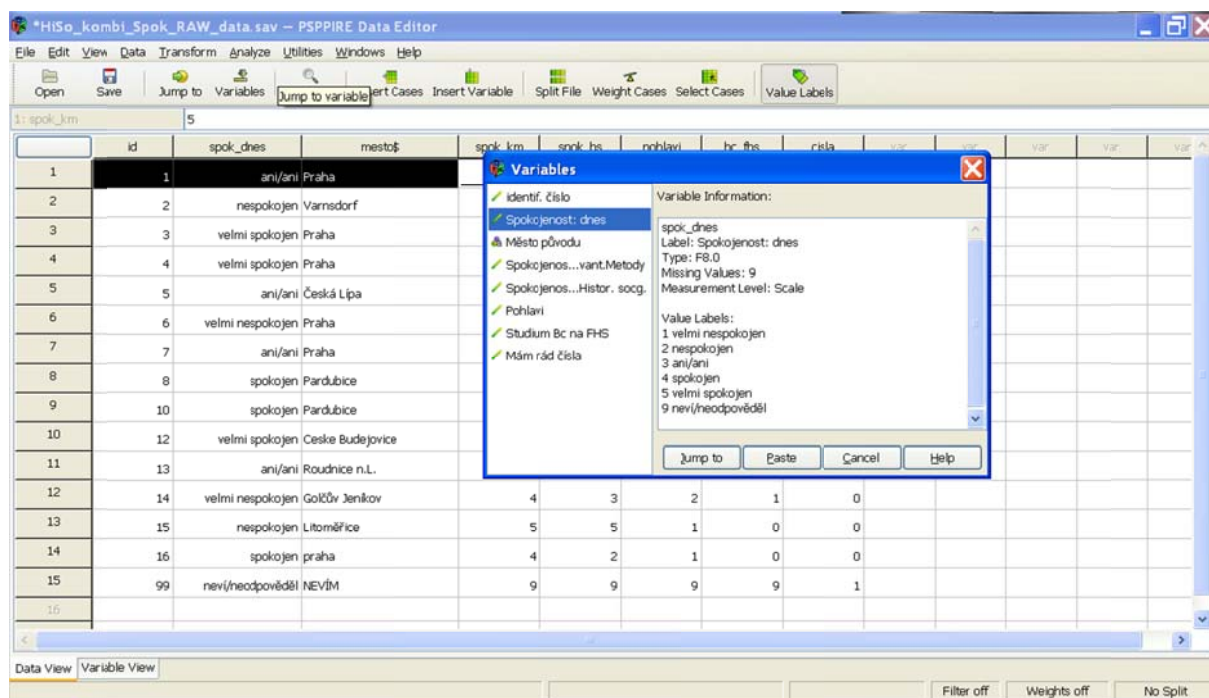 *HiSo_kombi_Spok_RAW_data.sav — PSPPIRE Data Editor
File Edit View Data Transform Analyze Utilities Windows Help
Open Save Jump to Variables Jump to variable ert Cases Insert Variable Split File Weight Cases Select Cases Value Labels
1: spok_km 5
id spok_dnes mesto$ spok_km spok_hs pohlavi bc_fhs cisla var var var var var
1 1 ani/ani Praha
2 2 nespokojen Varnsdorf
3 3 velmi spokojen Praha
4 4 velmi spokojen Praha
5 5 ani/ani Česká Lípa
6 6 velmi nespokojen Praha
7 7 ani/ani Praha
8 8 spokojen Pardubice
9 10 spokojen Pardubice
10 12 velmi spokojen Ceske Budejovice
11 13 ani/ani Roudnice n.L.
12 14 velmi nespokojen Golčův Jeníkov 4 3 2 1 0
13 15 nespokojen Litoměřice 5 5 1 0 0
14 16 spokojen praha 4 2 1 0 0
15 99 neví/neodpověděl NEVÍM 9 9 9 9 1
16
Variables
identif. číslo
Spokojenost: dnes
Město původu
Spokojenos...vant.Metody
Spokojenos...Histor. socg.
Pohlavi
Studium Bc na FHS
Mám rád čísla
Variable Information:
spok_dnes
Label: Spokojenost: dnes
Type: F8.0
Missing Values: 9
Measurement Level: Scale
Value Labels:
1 velmi nespokojen
2 nespokojen
3 ani/ani
4 spokojen
5 velmi spokojen
9 neví/neodpověděl
Jump to Paste Cancel Help
Data View Variable View
Filter off Weights off No Split